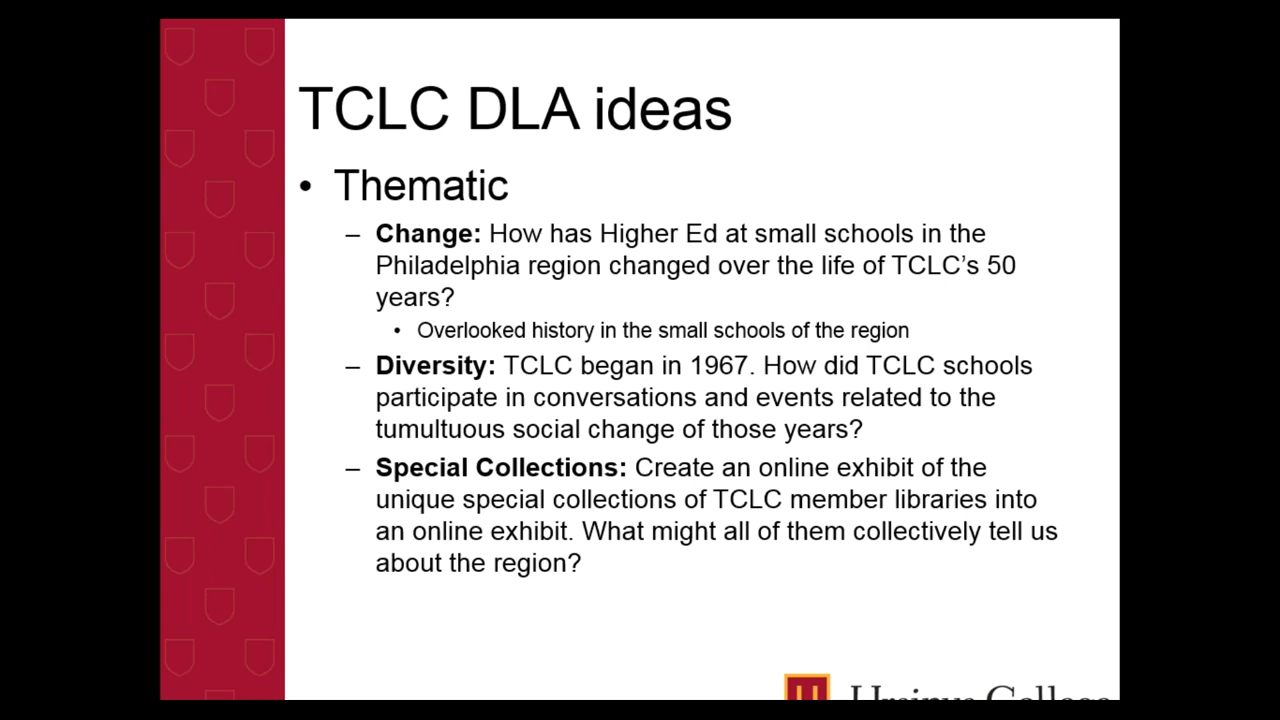 TCLC DLA ideas
• Thematic
– Change: How has Higher Ed at small schools in the
Philadelphia region changed over the life of TCLC’s 50
years?
• Overlooked history in the small schools of the region
– Diversity: TCLC began in 1967. How did TCLC schools
participate in conversations and events related to the
tumultuous social change of those years?
– Special Collections: Create an online exhibit of the
unique special collections of TCLC member libraries into
an online exhibit. What might all of them collectively tell us
about the region?
U Ursinus College